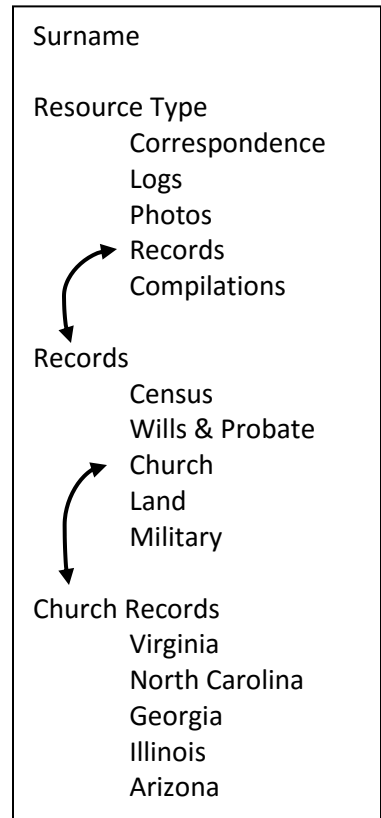 Surname
Resource Type
Correspondence
Logs
Photos
Records
Compilations
Records
Census
Wills & Probate
Church
Land
Military
Church Records
Virginia
North Carolina
Georgia
Illinois
Arizona